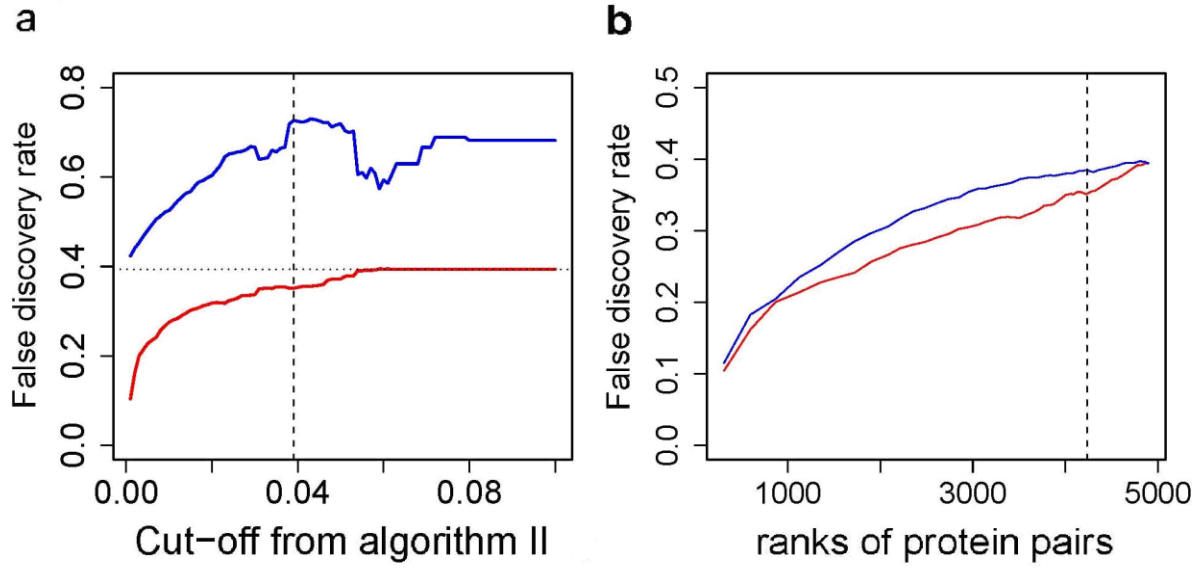 a
False discovery rate
0.8
0.6
0.4
0.2
0.0
0.00 0.04 0.08
Cut-off from algorithm II
b
False discovery rate
0.5
0.4
0.3
0.2
0.1
0.0
1000 3000 5000
ranks of protein pairs